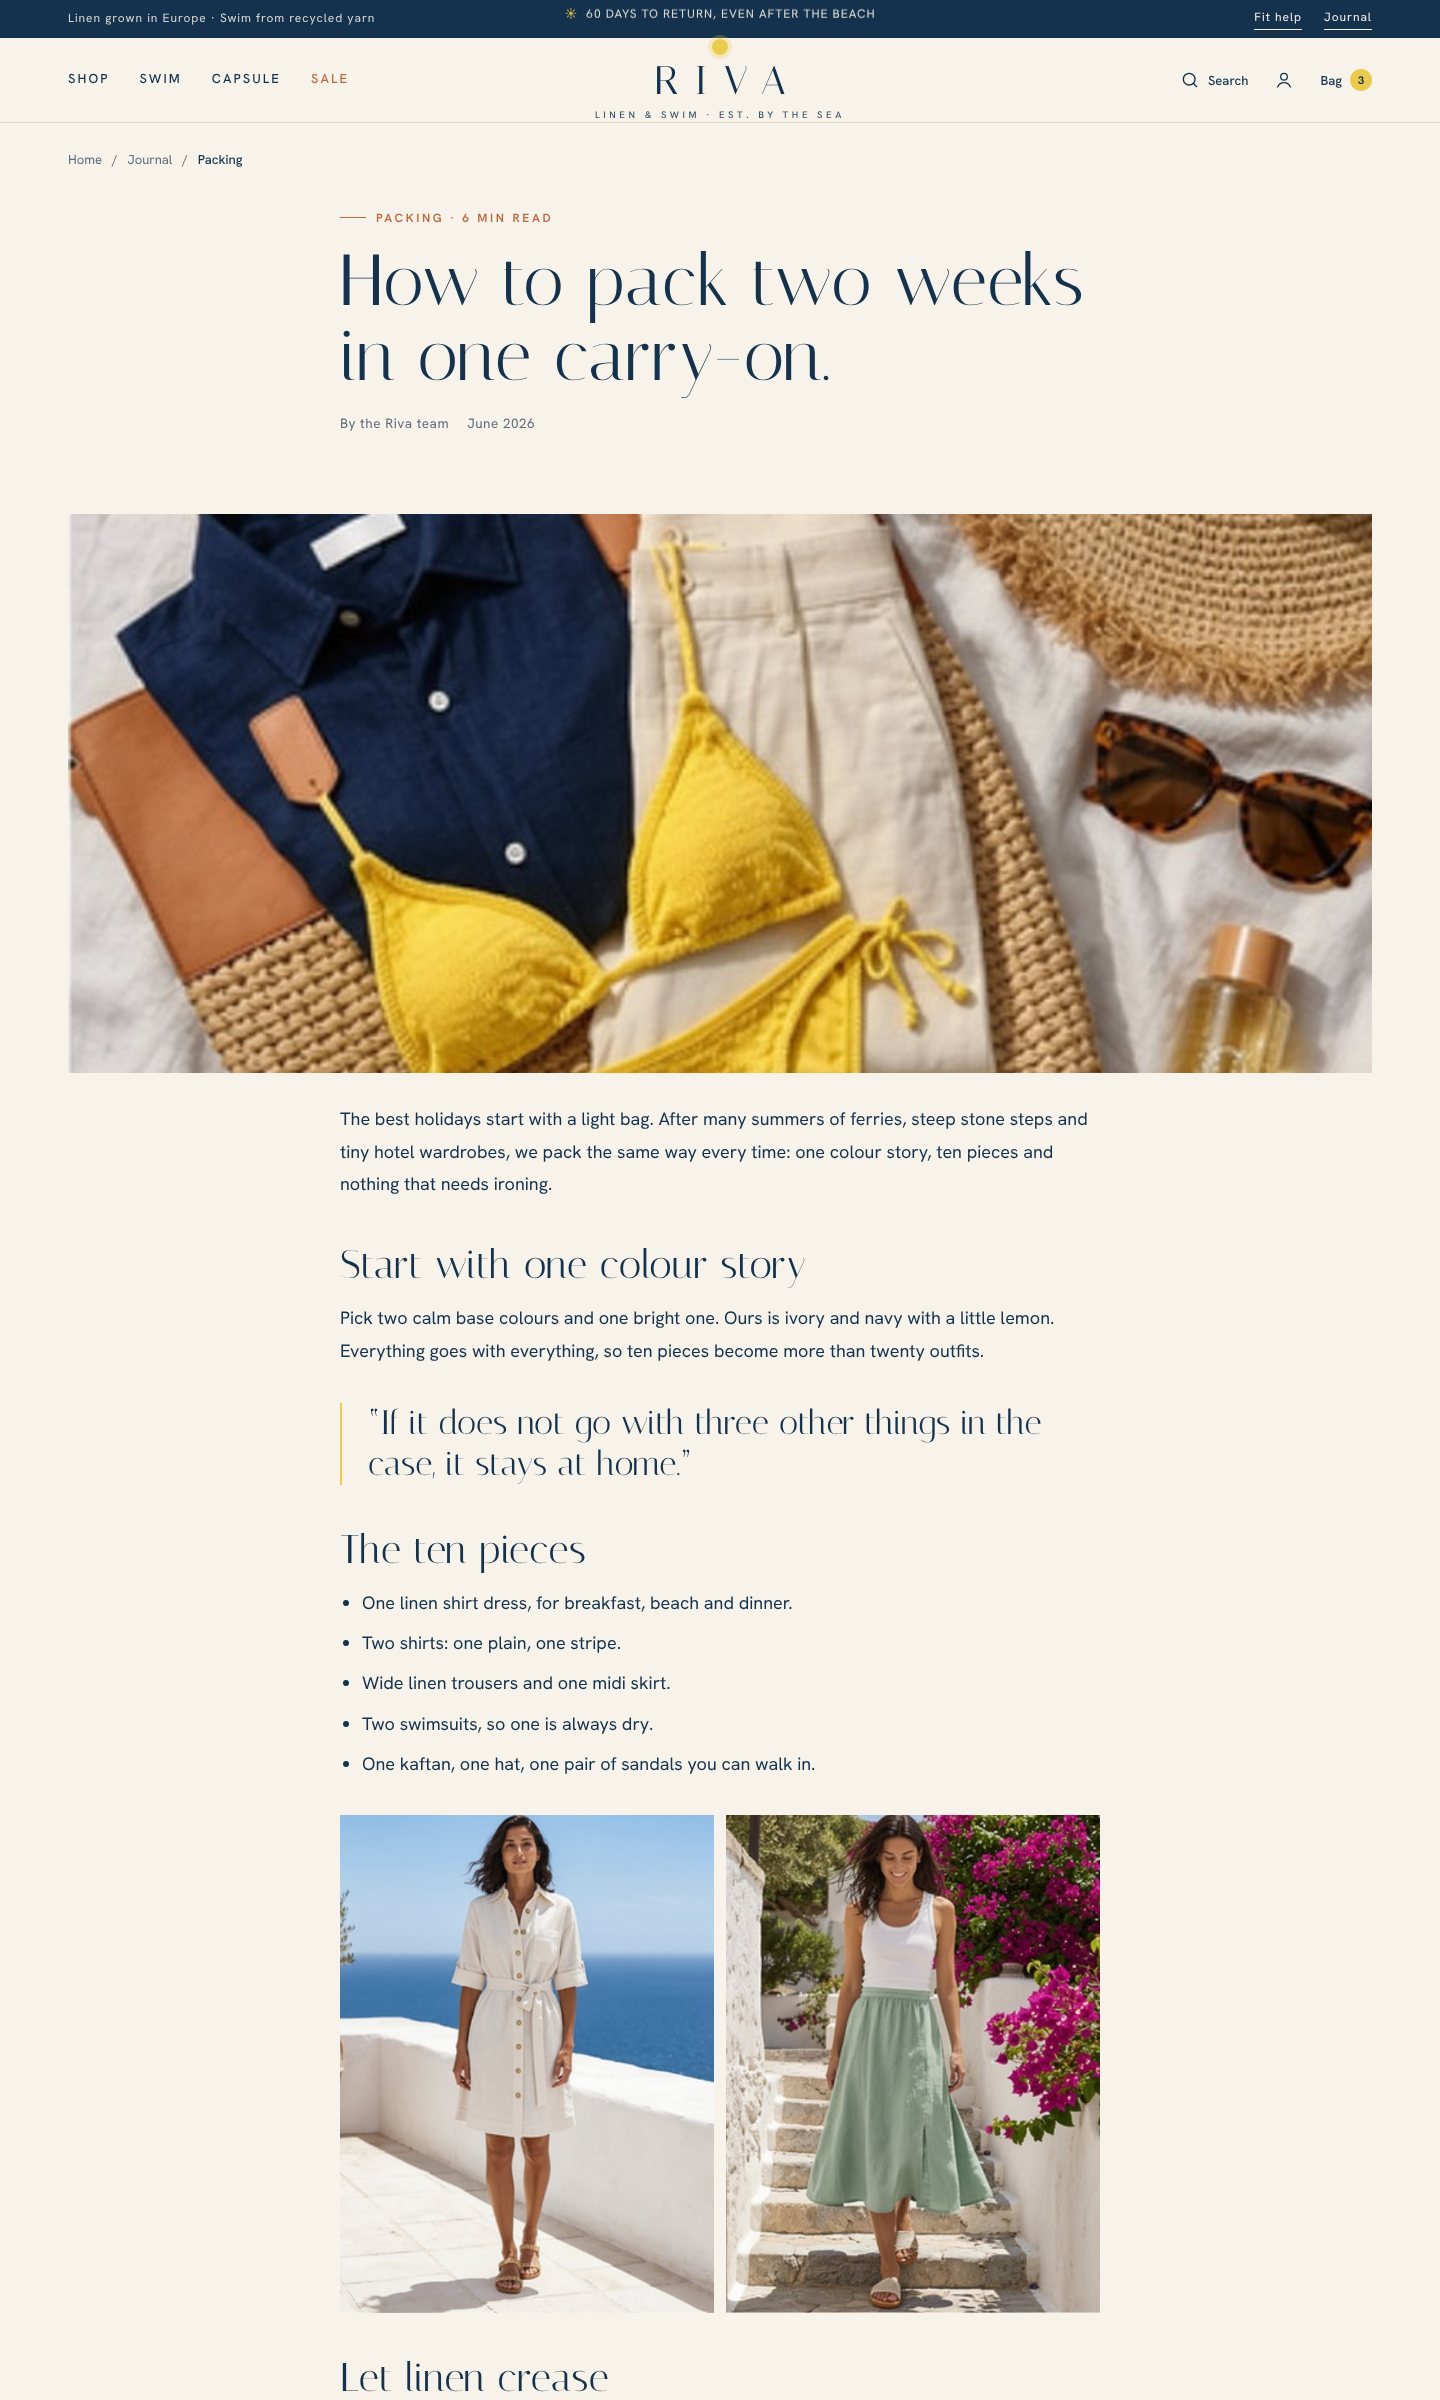 Linen grown in Europe · Swim from recycled yarn
☀ 60 DAYS TO RETURN, EVEN AFTER THE BEACH
Fit help
Journal
SHOP
SWIM
CAPSULE
SALE
RIVA
LINEN & SWIM · EST. BY THE SEA
Search
Bag 3
Home / Journal / Packing
PACKING · 6 MIN READ
How to pack two weeks
in one carry-on.
By the Riva team June 2026
The best holidays start with a light bag. After many summers of ferries, steep stone steps and
tiny hotel wardrobes, we pack the same way every time: one colour story, ten pieces and
nothing that needs ironing.
Start with one colour story
Pick two calm base colours and one bright one. Ours is ivory and navy with a little lemon.
Everything goes with everything, so ten pieces become more than twenty outfits.
“If it does not go with three other things in the
case, it stays at home.”
The ten pieces
• One linen shirt dress, for breakfast, beach and dinner.
• Two shirts: one plain, one stripe.
• Wide linen trousers and one midi skirt.
• Two swimsuits, so one is always dry.
• One kaftan, one hat, one pair of sandals you can walk in.
Let linen crease